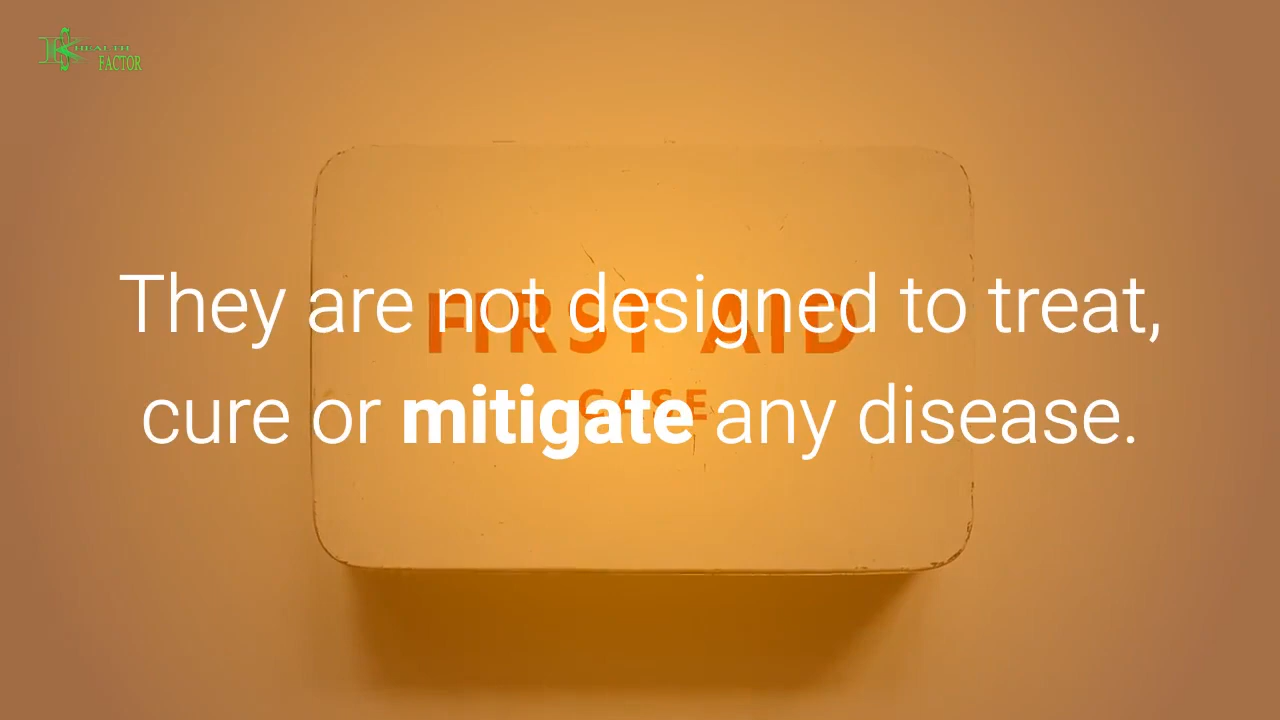 HEALTH
FACTOR
They are not designed to treat,
cure or mitigate any disease.
FIRST AID
CASE